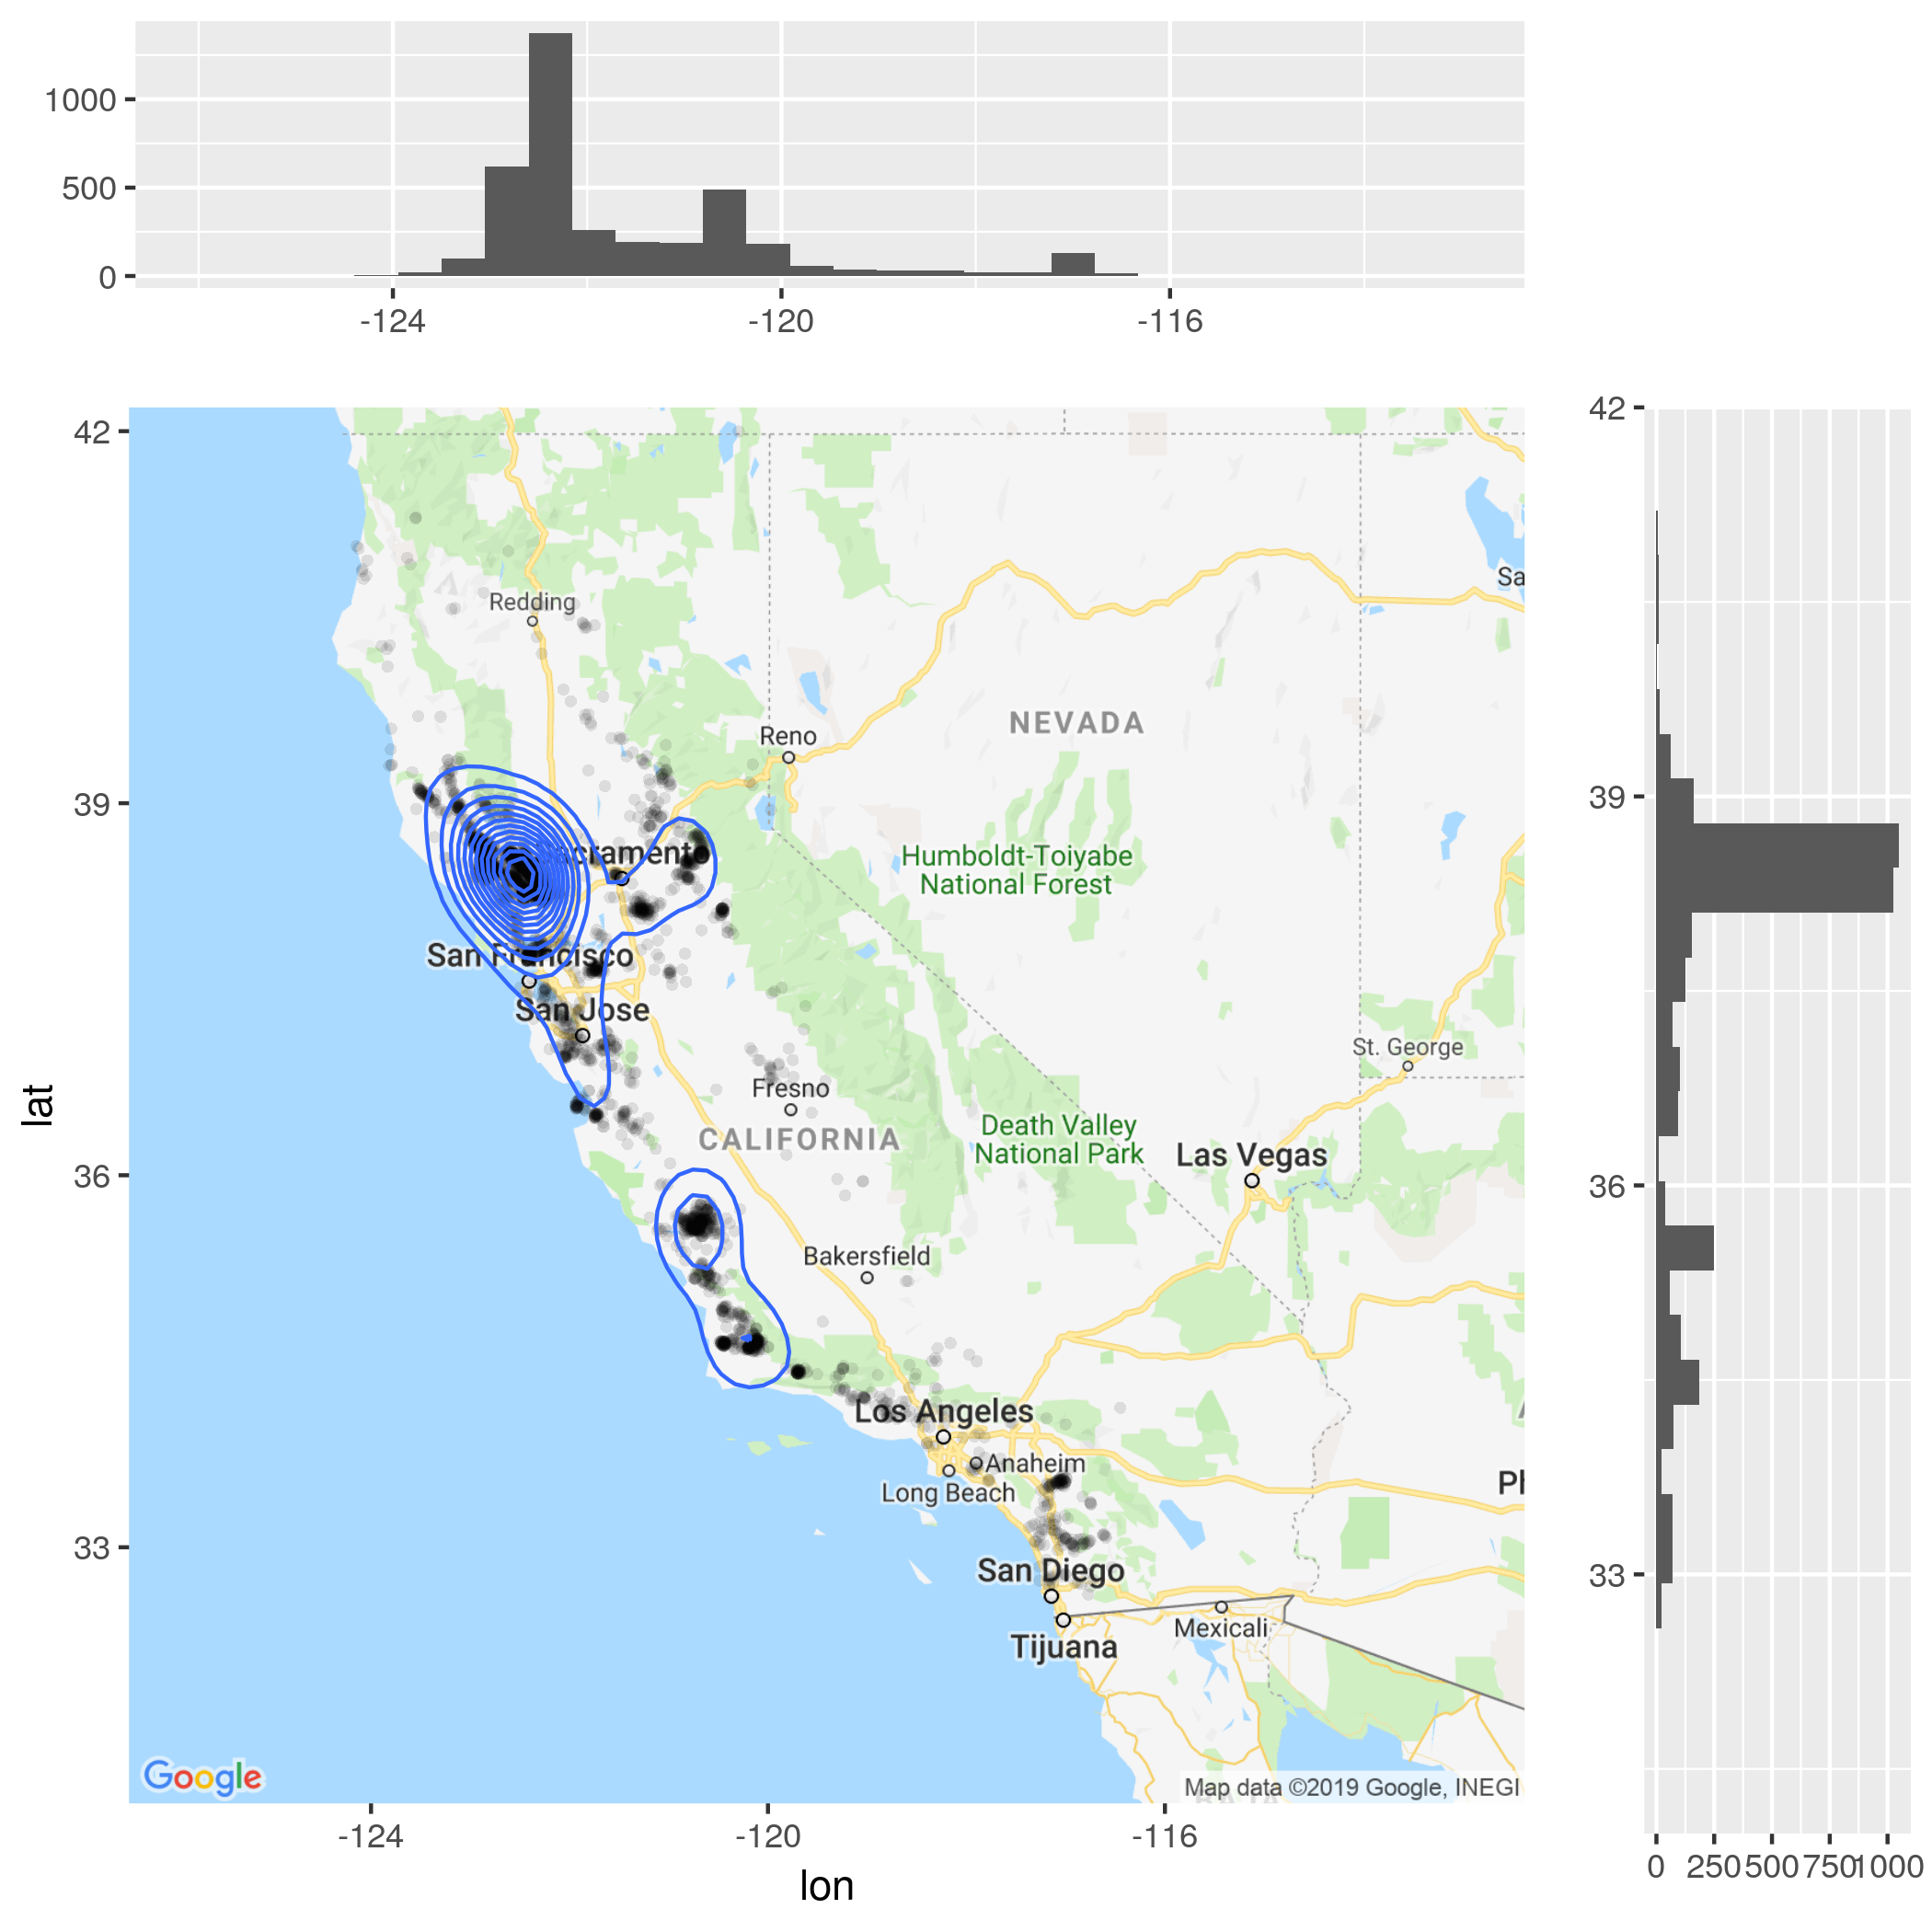 1000
500
0
-124
-120
-116
42
39
36
33
lat
Redding
Sa
NEVADA
Reno
Humboldt-Toiyabe
National Forest
Sacramento
San Francisco
San Jose
St. George
Fresno
CALIFORNIA
Death Valley
National Park
Las Vegas
Bakersfield
Los Angeles
Anaheim
Long Beach
Ph
San Diego
Tijuana
Mexicali
Google
Map data ©2019 Google, INEGI
-124
-120
-116
lon
42
39
36
33
0
250
500
750
1000